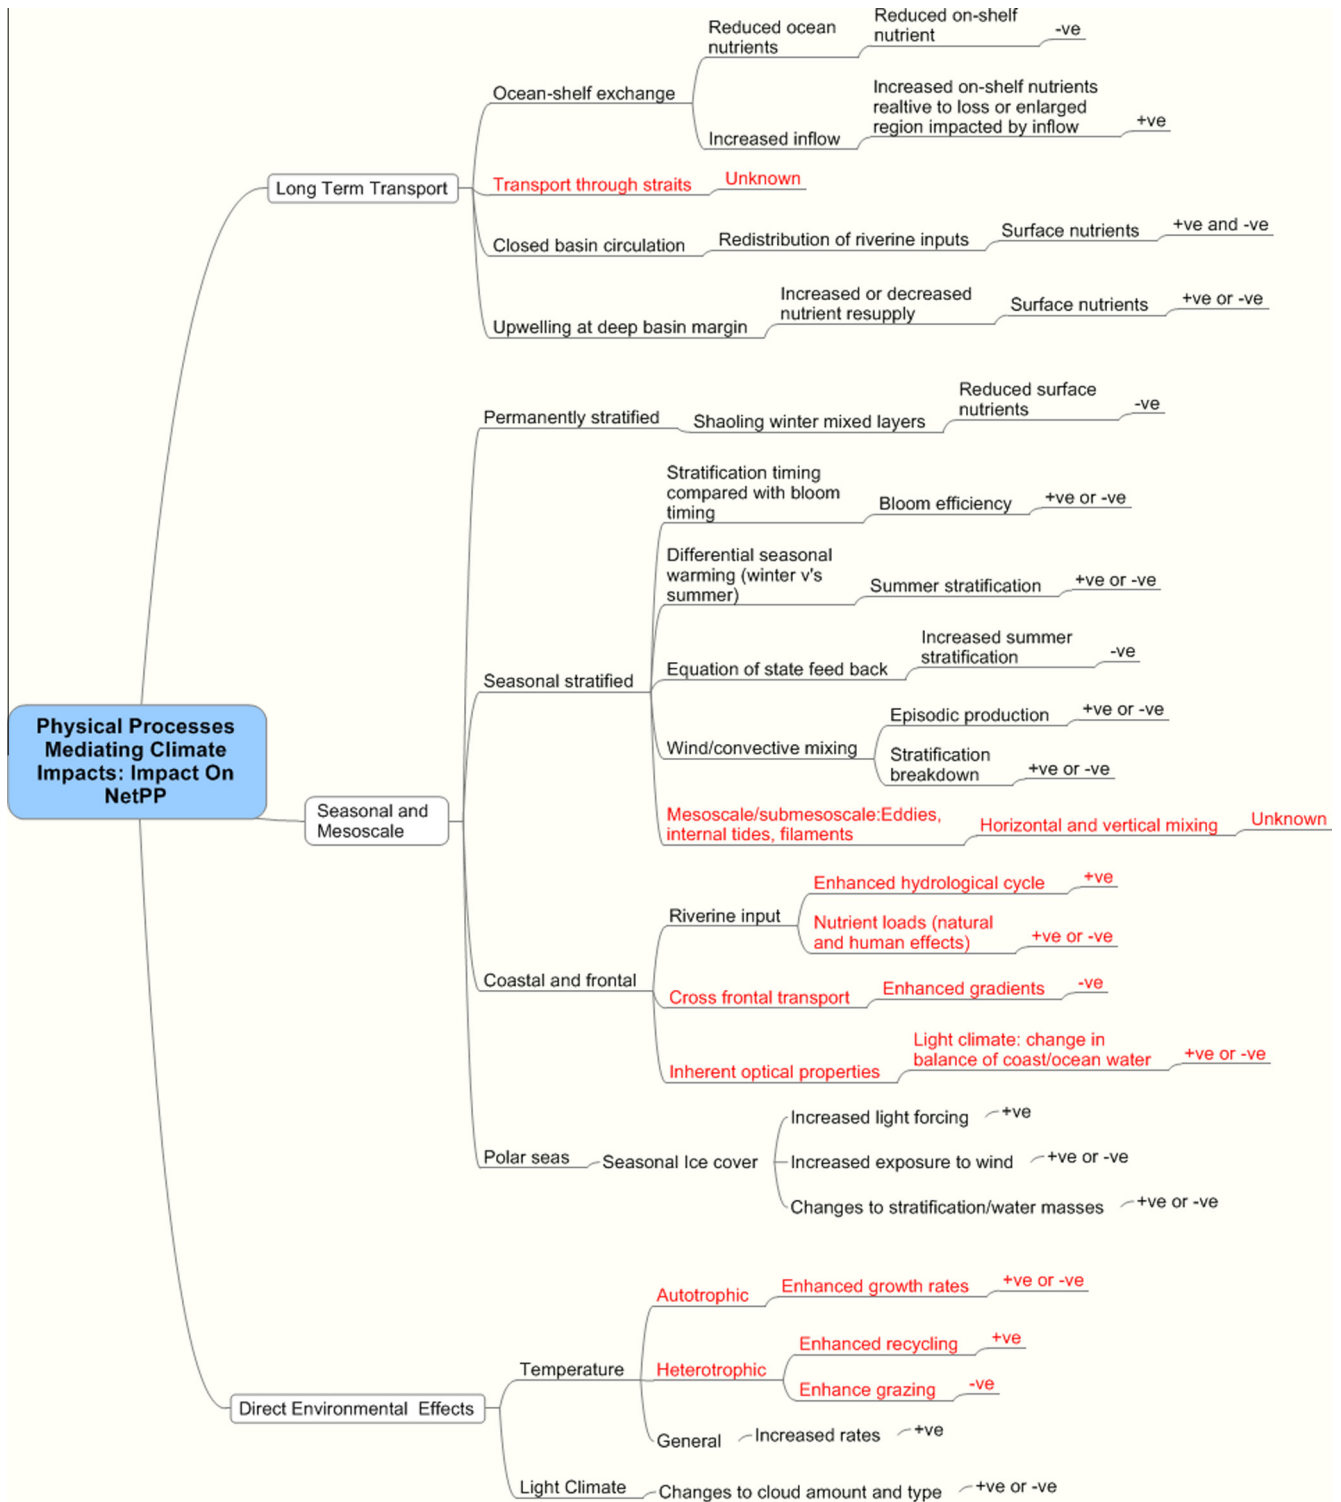 Physical Processes
Mediating Climate
Impacts: Impact On
NetPP
Long Term Transport
Ocean-shelf exchange
Reduced ocean
nutrients
Reduced on-shelf
nutrient
-ve
Increased inflow
Increased on-shelf nutrients
realtive to loss or enlarged
region impacted by inflow
+ve
Transport through straits
Unknown
Closed basin circulation
Redistribution of riverine inputs
Surface nutrients
+ve and -ve
Upwelling at deep basin margin
Increased or decreased
nutrient resupply
Surface nutrients
+ve or -ve
Seasonal and
Mesoscale
Permanently stratified
Shaoling winter mixed layers
Reduced surface
nutrients
-ve
Seasonal stratified
Stratification timing
compared with bloom
timing
Bloom efficiency
+ve or -ve
Differential seasonal
warming (winter v's
summer)
Summer stratification
+ve or -ve
Equation of state feed back
Increased summer
stratification
-ve
Wind/convective mixing
Episodic production
+ve or -ve
Stratification
breakdown
+ve or -ve
Mesoscale/submesoscale:Eddies,
internal tides, filaments
Horizontal and vertical mixing
Unknown
Coastal and frontal
Riverine input
Enhanced hydrological cycle
+ve
Nutrient loads (natural
and human effects)
+ve or -ve
Cross frontal transport
Enhanced gradients
-ve
Inherent optical properties
Light climate: change in
balance of coast/ocean water
+ve or -ve
Polar seas
Seasonal Ice cover
Increased light forcing
+ve
Increased exposure to wind
+ve or -ve
Changes to stratification/water masses
+ve or -ve
Direct Environmental Effects
Temperature
Autotrophic
Enhanced growth rates
+ve or -ve
Heterotrophic
Enhanced recycling
+ve
Enhance grazing
-ve
General
Increased rates
+ve
Light Climate
Changes to cloud amount and type
+ve or -ve